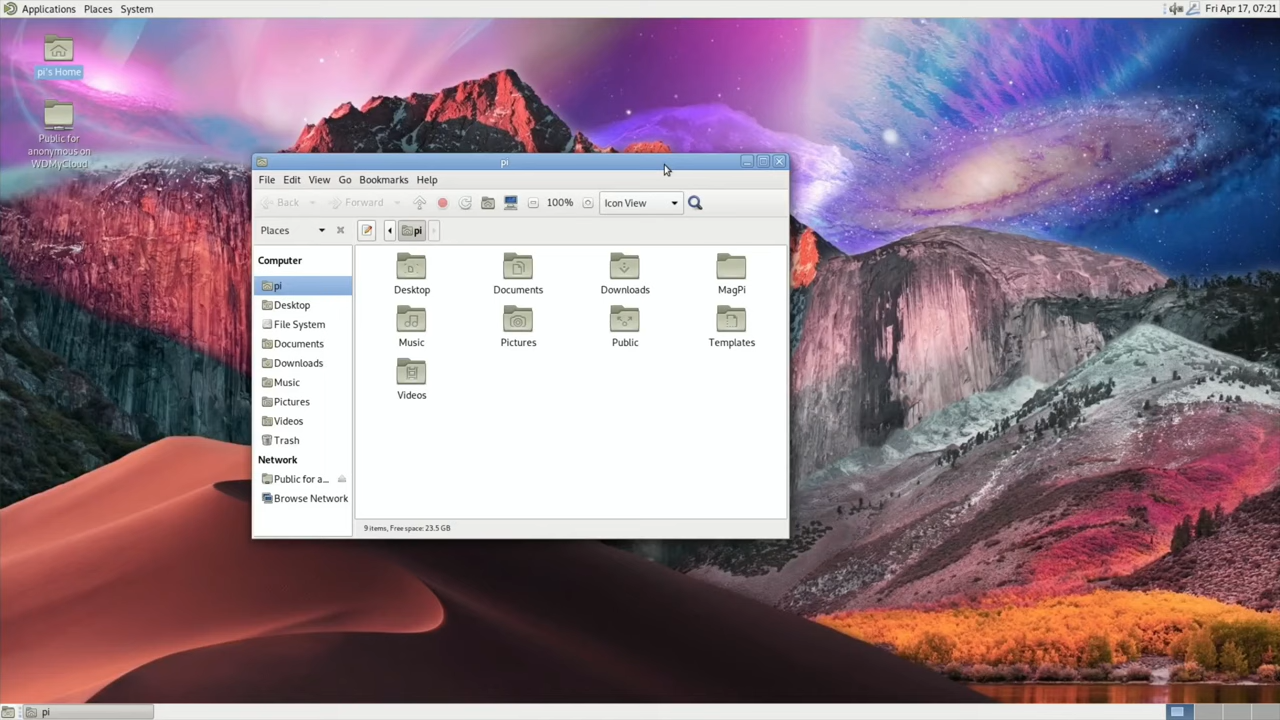 Applications Places System
Fri Apr 17, 07:21
pi's Home
Public for
anonymous on
WDMyCloud
pi
File Edit View Go Bookmarks Help
Back Forward 100% Icon View
Places pi
Computer
pi
Desktop
File System
Documents
Downloads
Music
Pictures
Videos
Trash
Network
Public for a...
Browse Network
Desktop Documents Downloads MagPi
Music Pictures Public Templates
Videos
9 items, Free space: 23.5 GB
pi